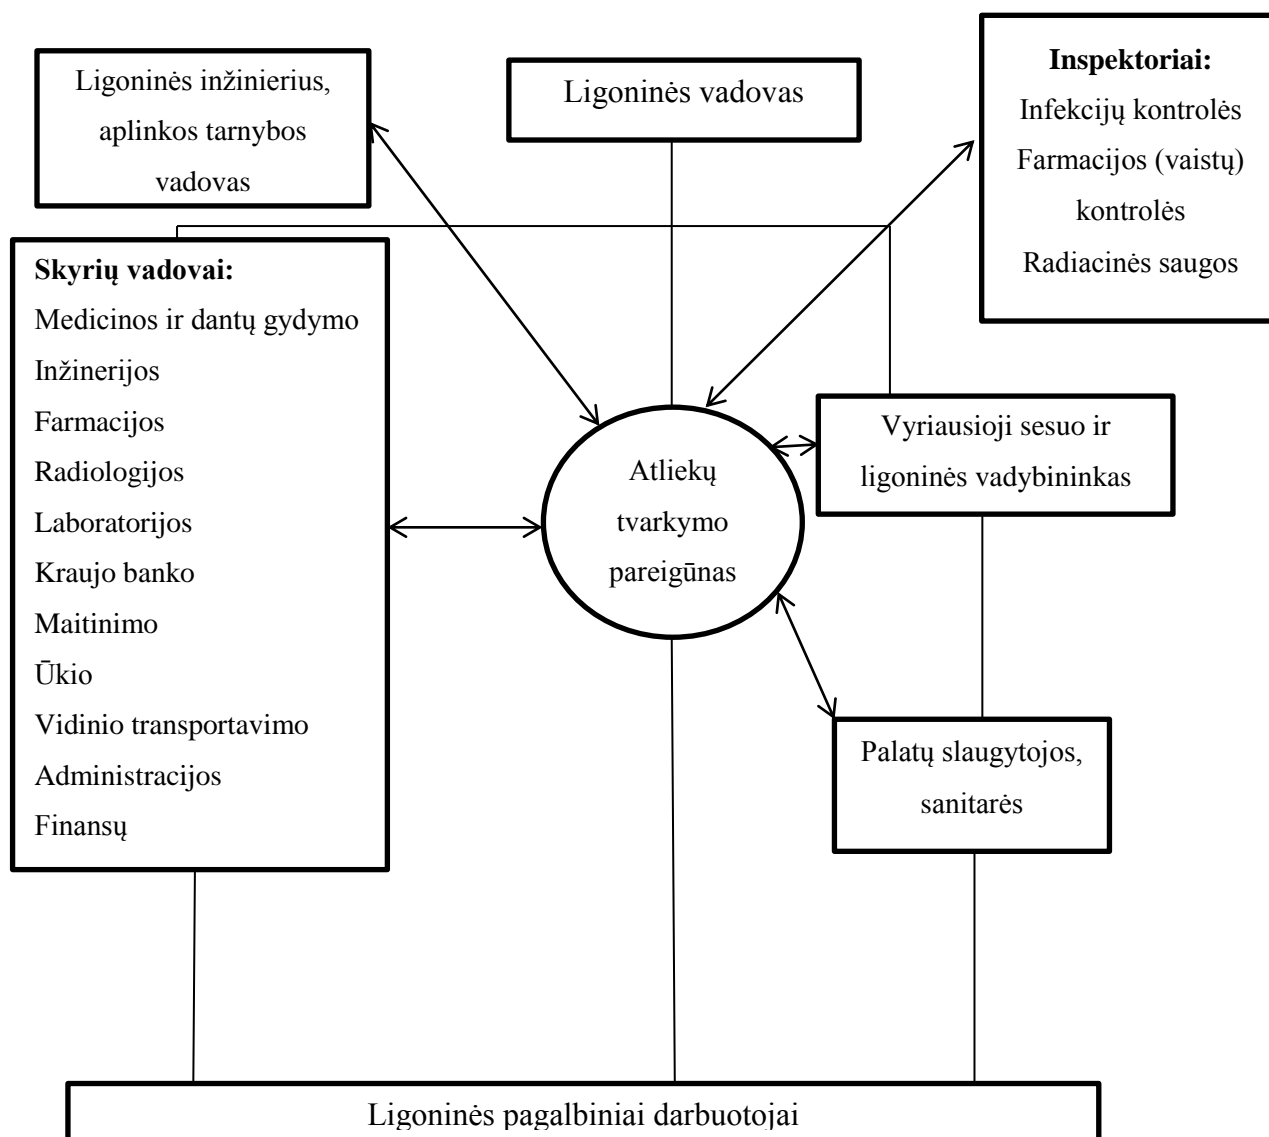 Ligoninės inžinierius,
aplinkos tarnybos
vadovas
Ligoninės vadovas
Inspektoriai:
Infekcijų kontrolės
Farmacijos (vaistų)
kontrolės
Radiacinės saugos
Skyrių vadovai:
Medicinos ir dantų gydymo
Inžinerijos
Farmacijos
Radiologijos
Laboratorijos
Kraujo banko
Maitinimo
Ūkio
Vidinio transportavimo
Administracijos
Finansų
Atliekų
tvarkymo
pareigūnas
Vyriausioji sesuo ir
ligoninės vadybininkas
Palatų slaugytojos,
sanitarės
Ligoninės pagalbiniai darbuotojai